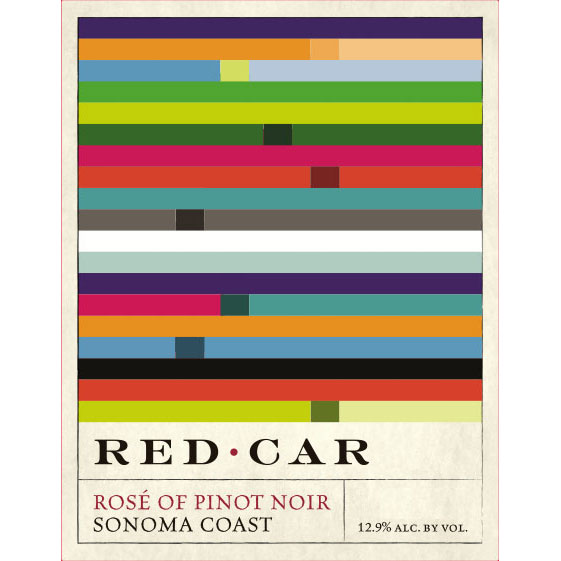 RED • CAR
ROSÉ OF PINOT NOIR
SONOMA COAST
12.9% ALC. BY VOL.